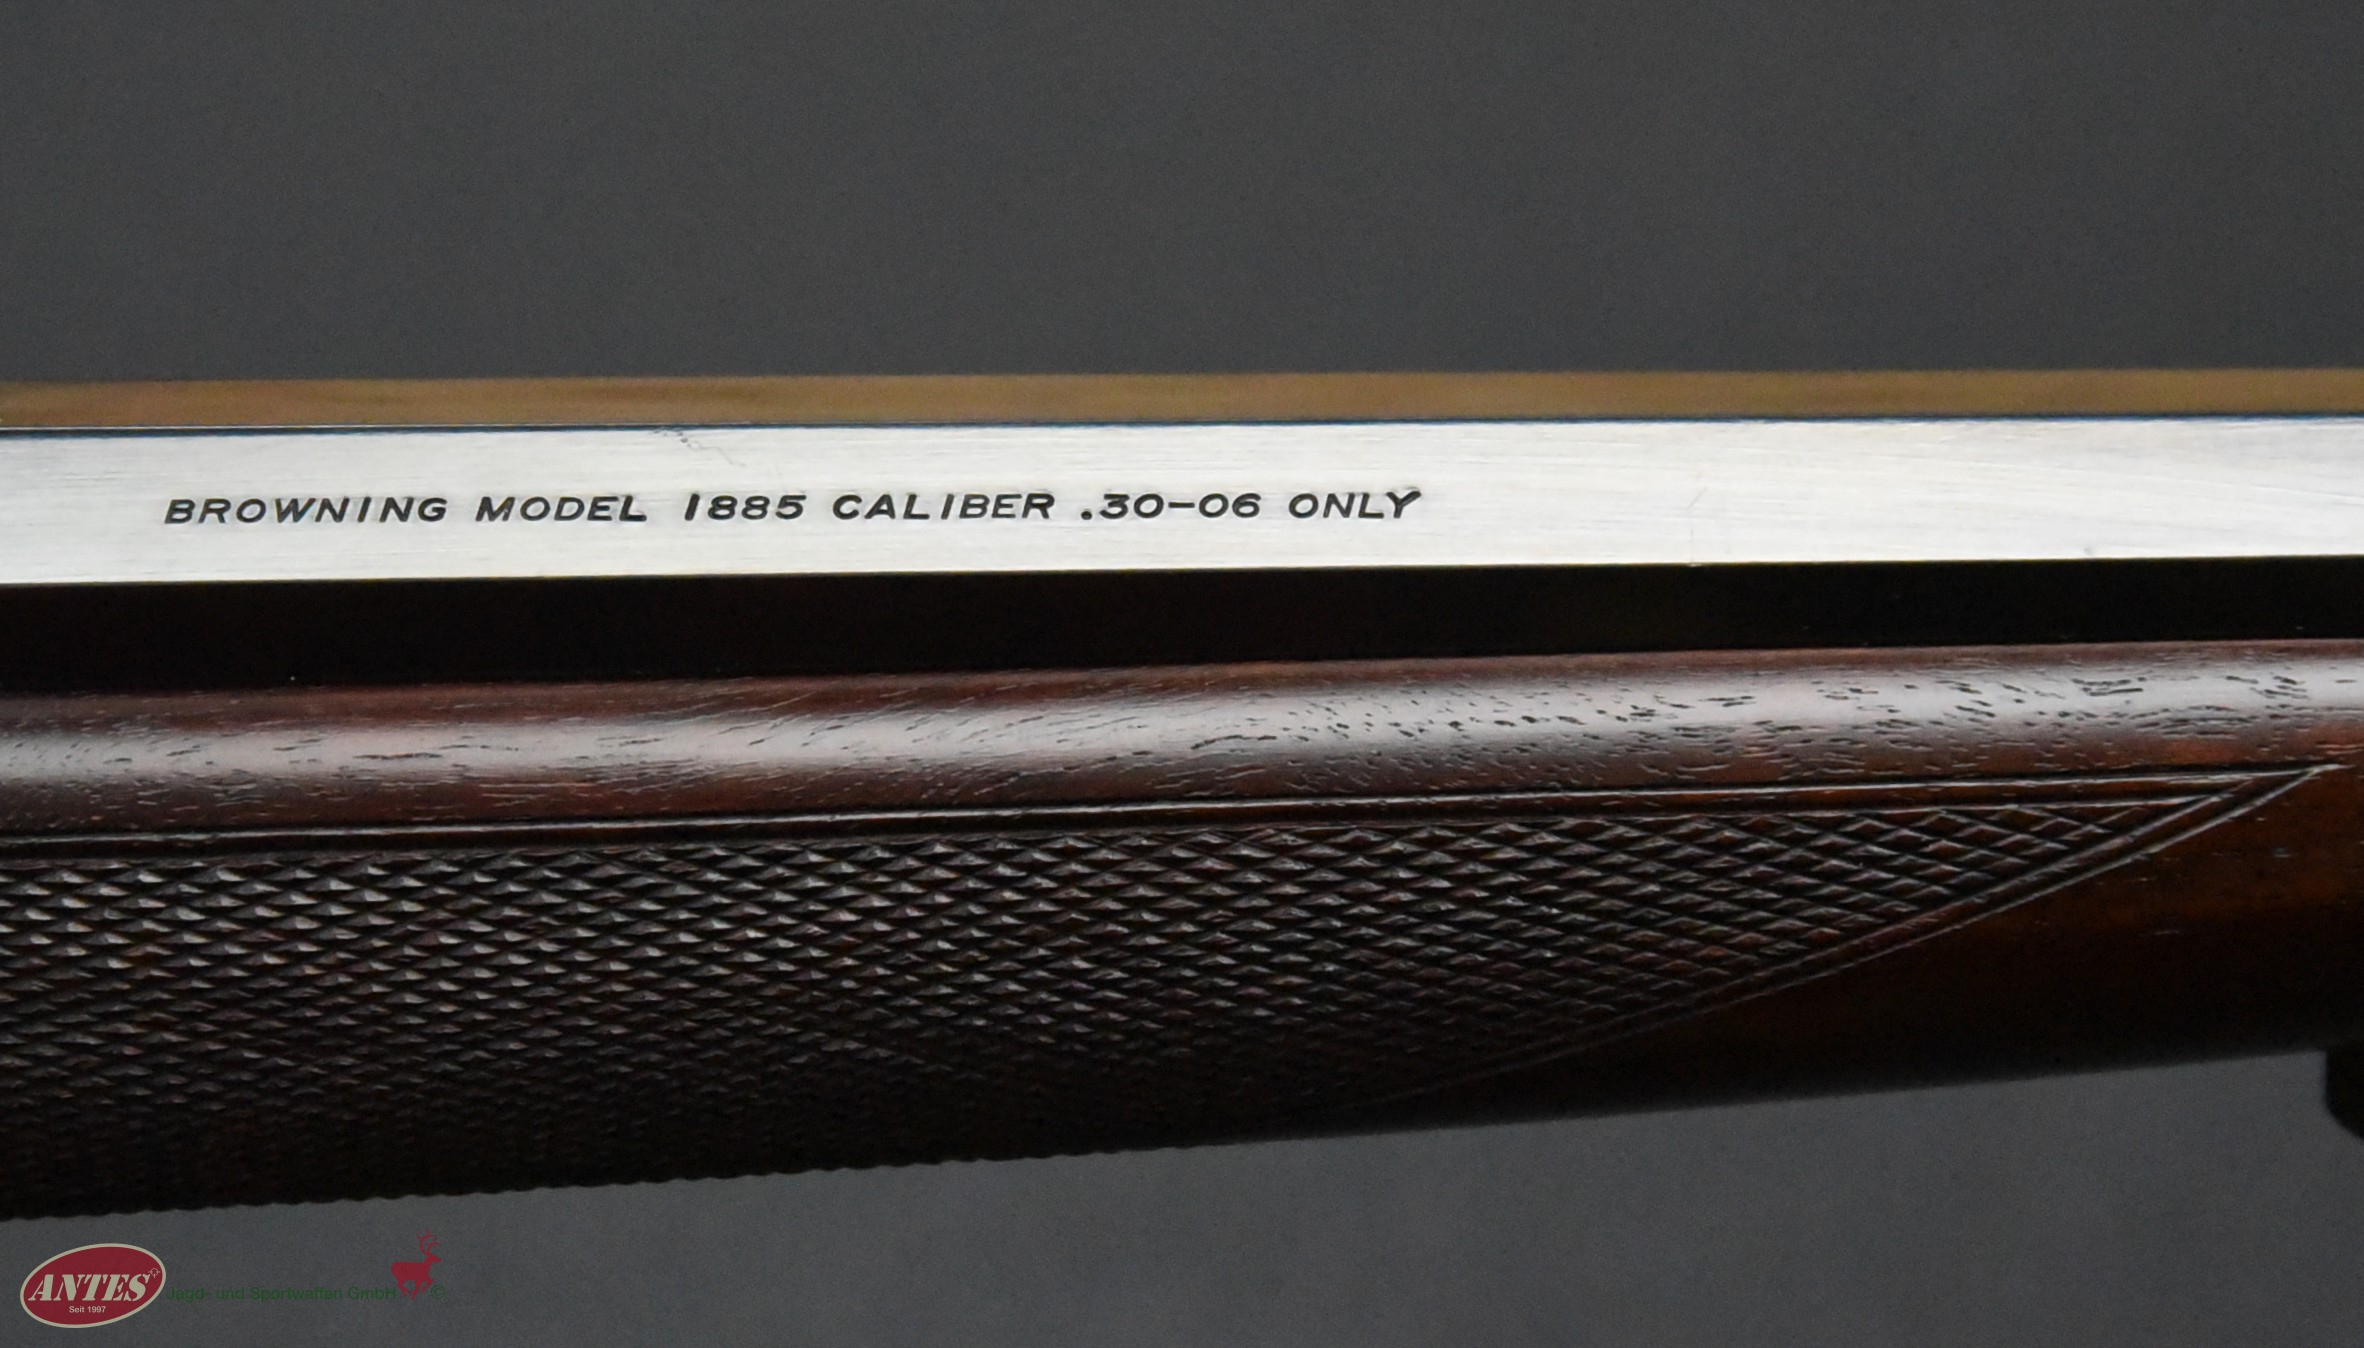 BROWNING MODEL 1885 CALIBER .30-06 ONLY
ANTES Jagd- und Sportwaffen GmbH ©
Seit 1997